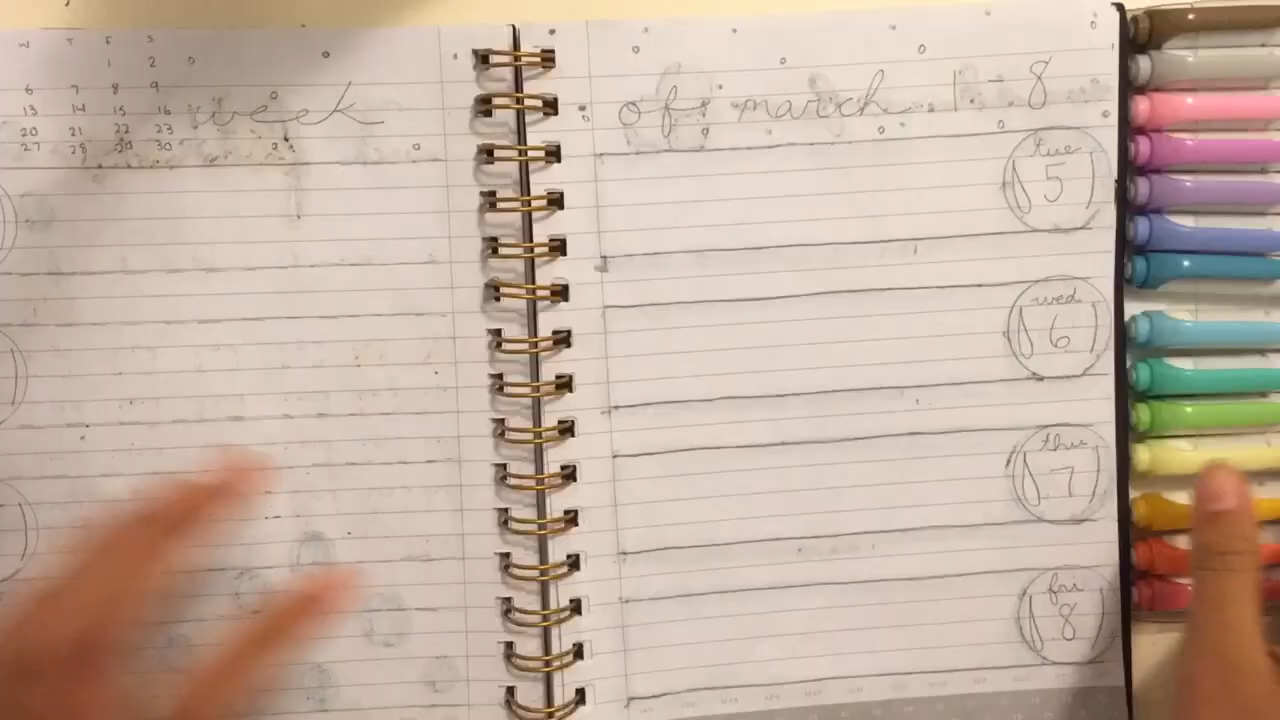 W T F S
1 2
6 7 8 9
13 14 15 16
20 21 22 23
27 28 29 30
week
of march 1 - 8
tue
5
wed
6
thu
7
fri
8